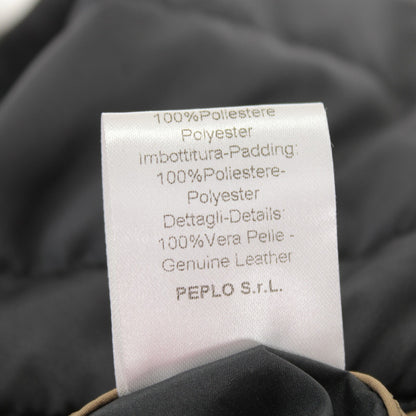 100%Poliestere
Polyester
Imbottitura-Padding:
100%Poliestere-
Polyester
Dettagli-Details:
100%Vera Pelle -
Genuine Leather
PEPLO S.r.L.